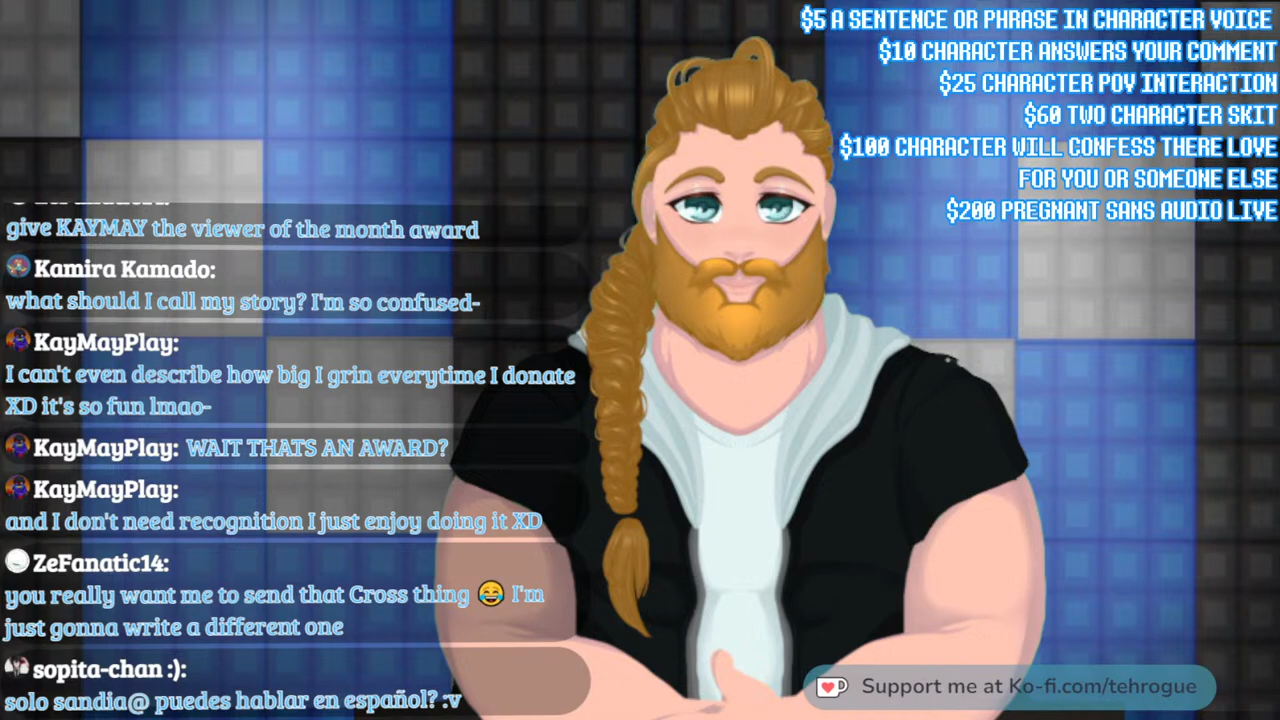 $5 A SENTENCE OR PHRASE IN CHARACTER VOICE
$10 CHARACTER ANSWERS YOUR COMMENT
$25 CHARACTER POV INTERACTION
$60 TWO CHARACTER SKIT
$100 CHARACTER WILL CONFESS THERE LOVE
FOR YOU OR SOMEONE ELSE
$200 PREGNANT SANS AUDIO LIVE
give KAYMAY the viewer of the month award
Kamira Kamado:
what should I call my story? I'm so confused-
KayMayPlay:
I can't even describe how big I grin everytime I donate
XD it's so fun lmao-
KayMayPlay: WAIT THATS AN AWARD?
KayMayPlay:
and I don't need recognition I just enjoy doing it XD
ZeFanatic14:
you really want me to send that Cross thing 😂 I'm
just gonna write a different one
sopita-chan :):
solo sandia@ puedes hablar en español? :v
Support me at Ko-fi.com/tehrogue